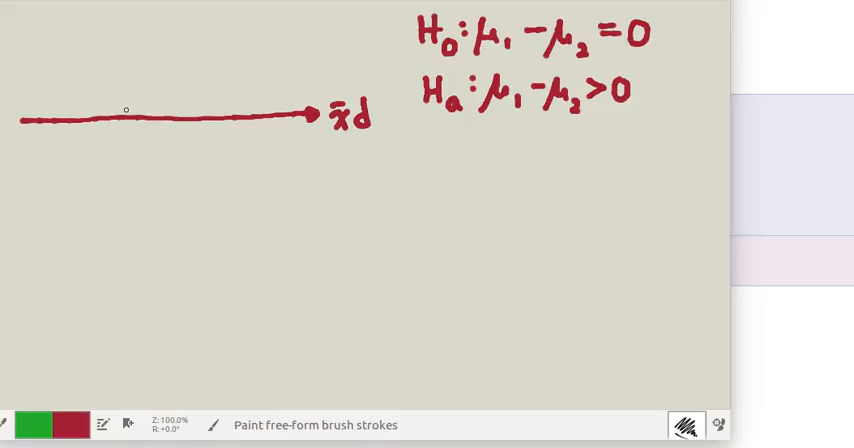 H₀: μ₁ - μ₂ = 0
Hₐ: μ₁ - μ₂ > 0
x̄d
Z: 100.0%
R: +0.0°
Paint free-form brush strokes